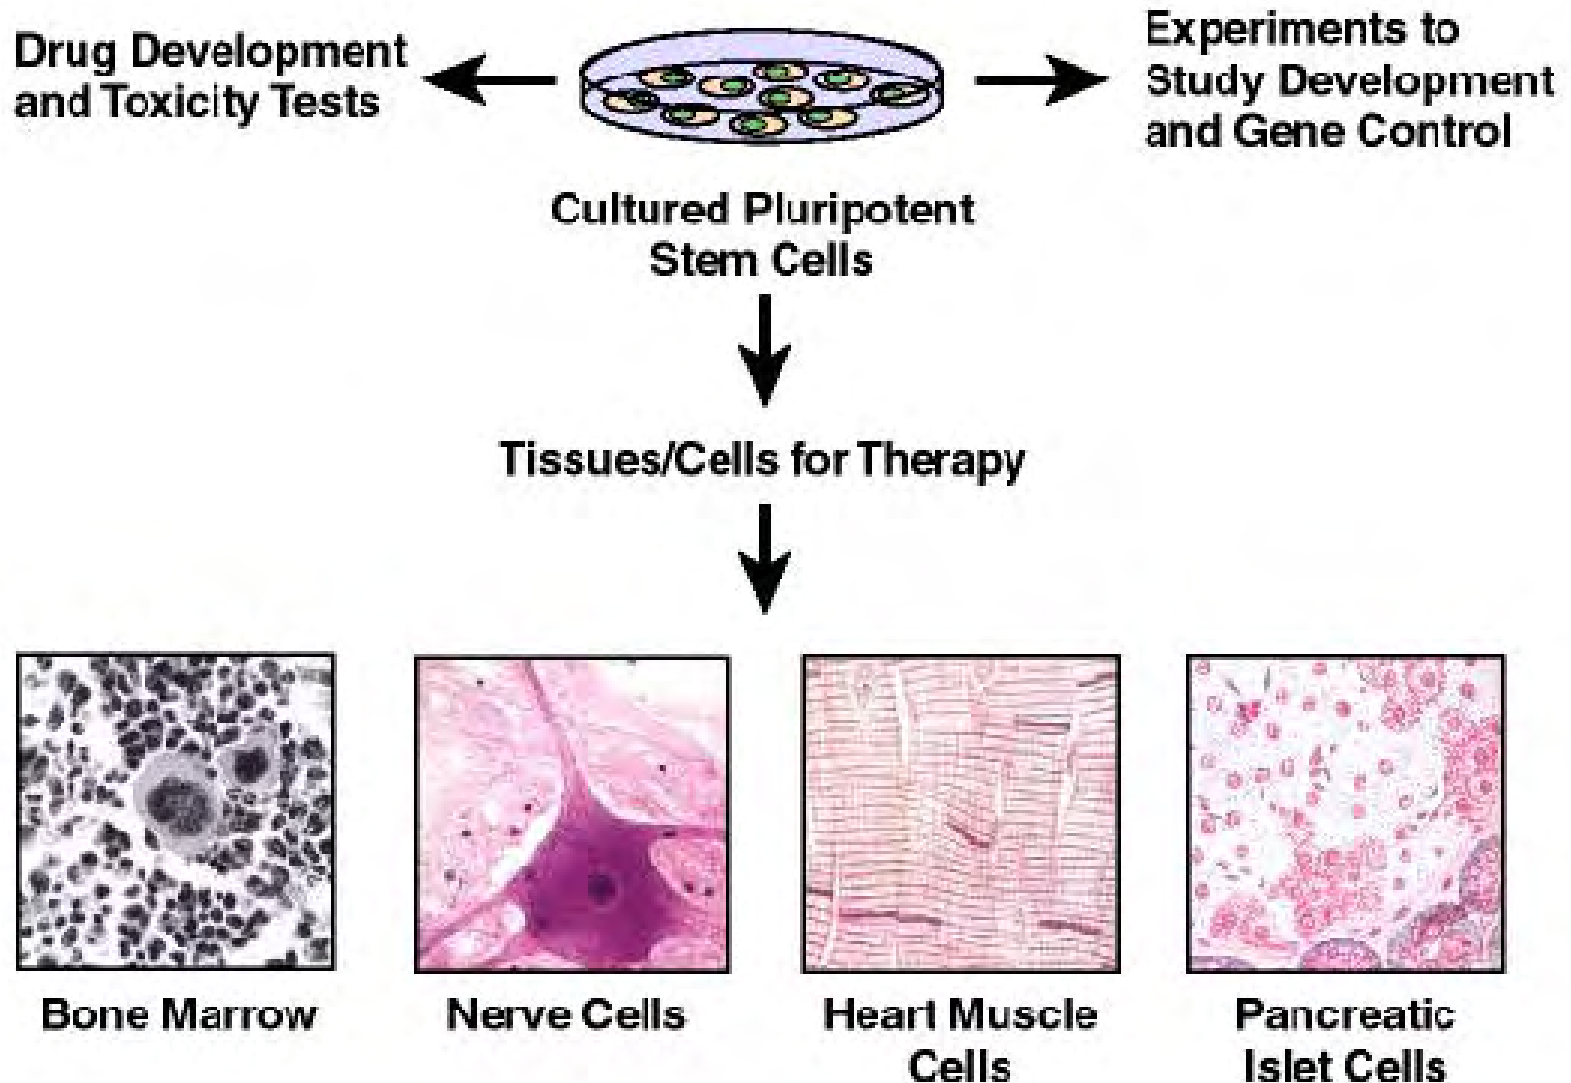 Drug Development
and Toxicity Tests
Experiments to
Study Development
and Gene Control
Cultured Pluripotent
Stem Cells
Tissues/Cells for Therapy
Bone Marrow
Nerve Cells
Heart Muscle
Cells
Pancreatic
Islet Cells